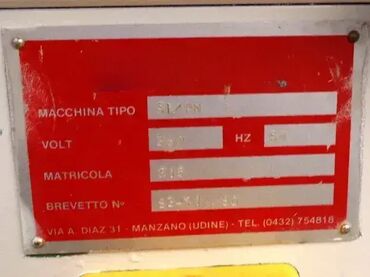 MACCHINA TIPO
VOLT HZ
MATRICOLA
BREVETTO N°
VIA A. DIAZ 31 - MANZANO (UDINE) - TEL. (0432) 754818